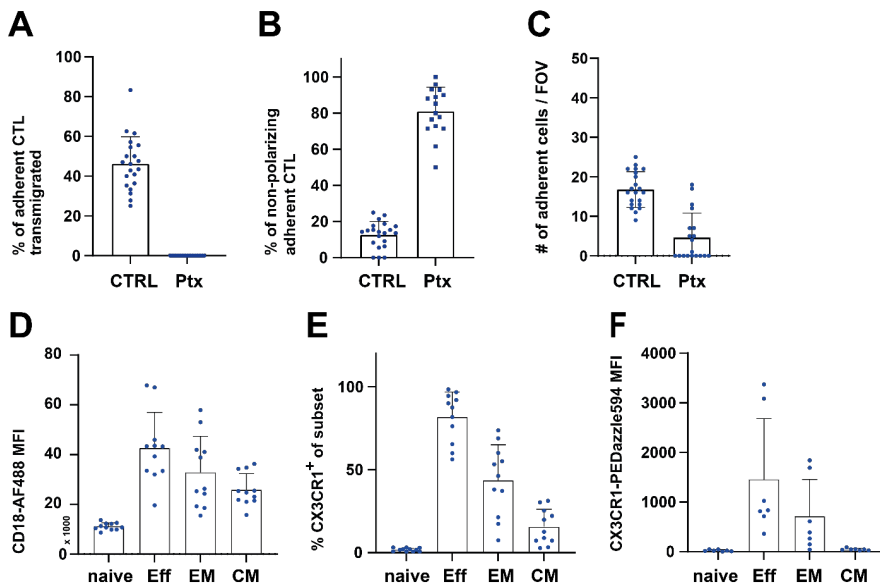 A
B
C
100
80
60
40
20
0
% of adherent CTL
transmigrated
CTRL
Ptx
100
80
60
40
20
0
% of non-polarizing
adherent CTL
CTRL
Ptx
50
40
30
20
10
0
# of adherent cells / FOV
CTRL
Ptx
D
E
F
80
60
40
20
0
CD18-AF488 MFI
x 1000
naive
Eff
EM
CM
100
50
0
% CX3CR1+ of subset
naive
Eff
EM
CM
4000
3000
2000
1000
0
CX3CR1-PEDazzle594 MFI
naive
Eff
EM
CM